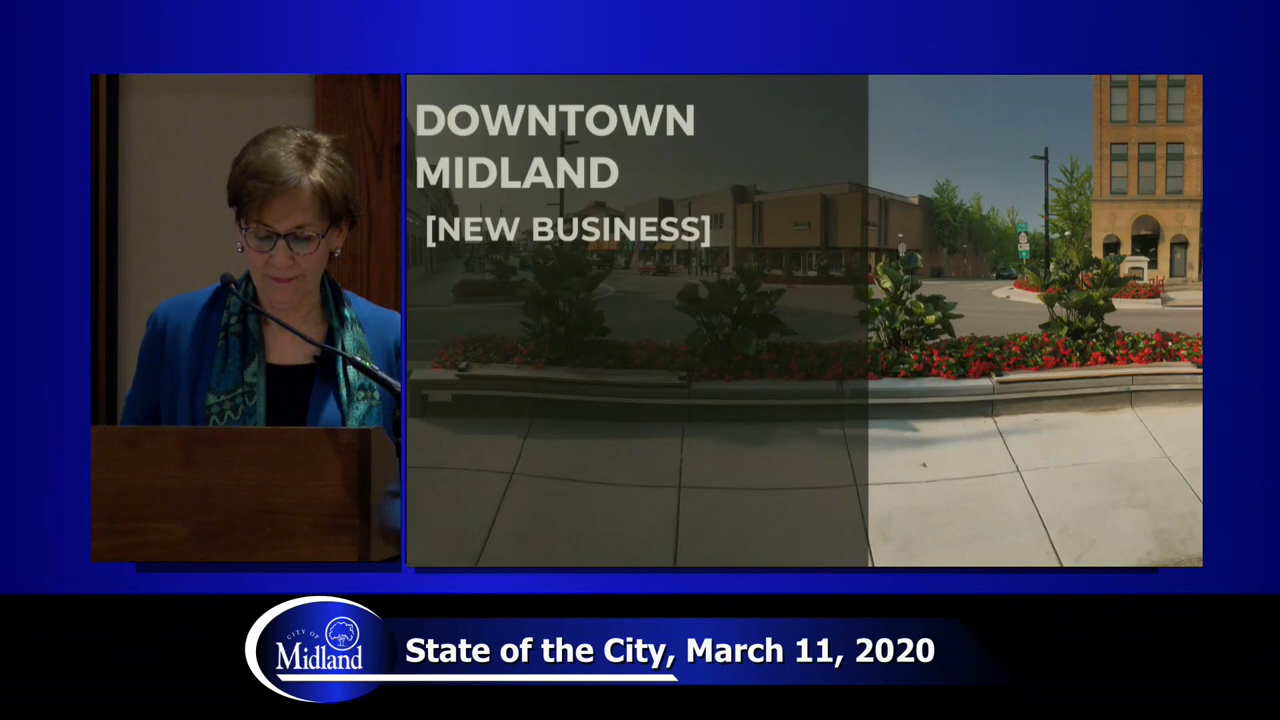 DOWNTOWN
MIDLAND
[NEW BUSINESS]
CITY OF
Midland
State of the City, March 11, 2020